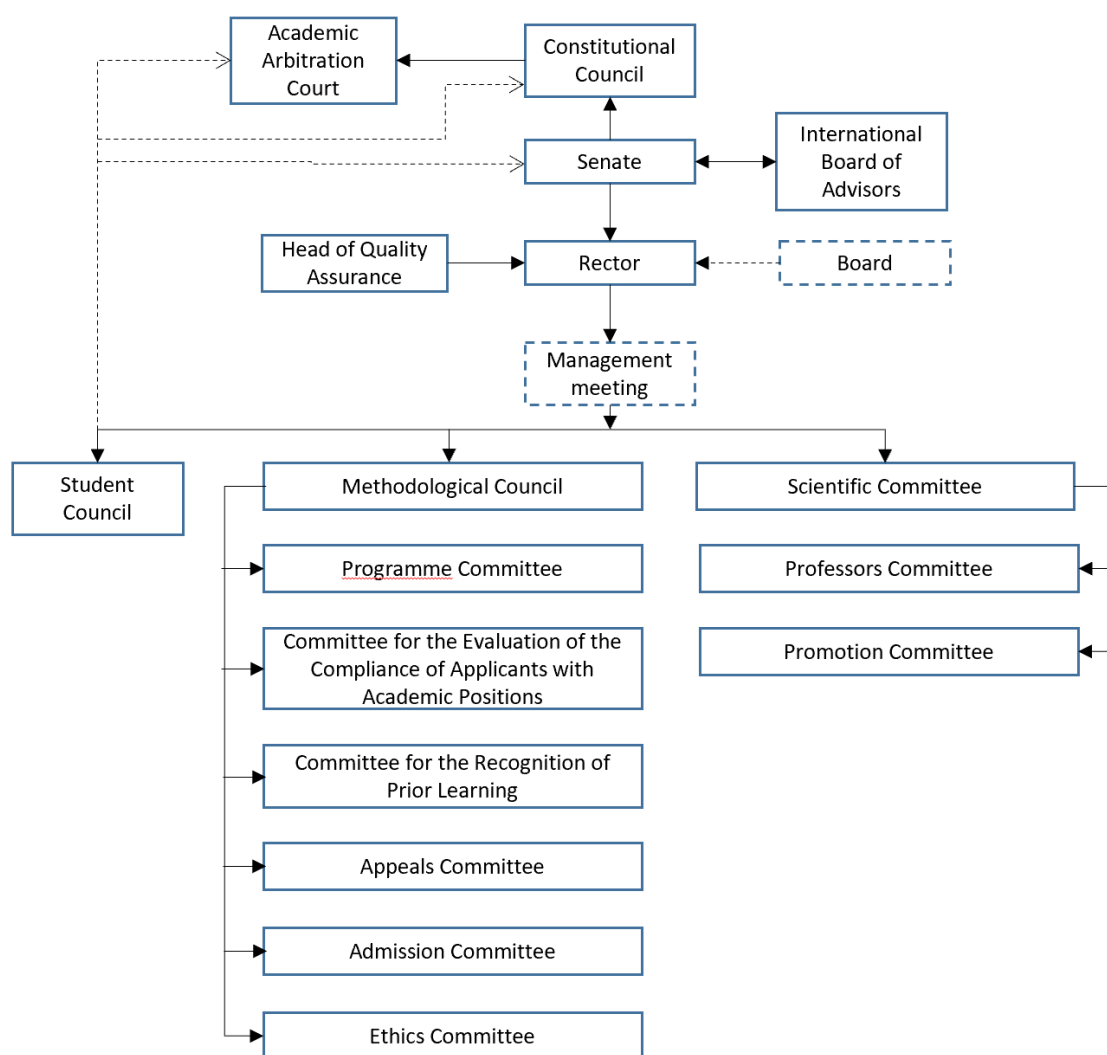 Academic
Arbitration
Court
Constitutional
Council
Senate
International
Board of
Advisors
Head of Quality
Assurance
Rector
Board
Management
meeting
Student
Council
Methodological Council
Scientific Committee
Programme Committee
Professors Committee
Committee for the Evaluation of the
Compliance of Applicants with
Academic Positions
Promotion Committee
Committee for the Recognition of
Prior Learning
Appeals Committee
Admission Committee
Ethics Committee